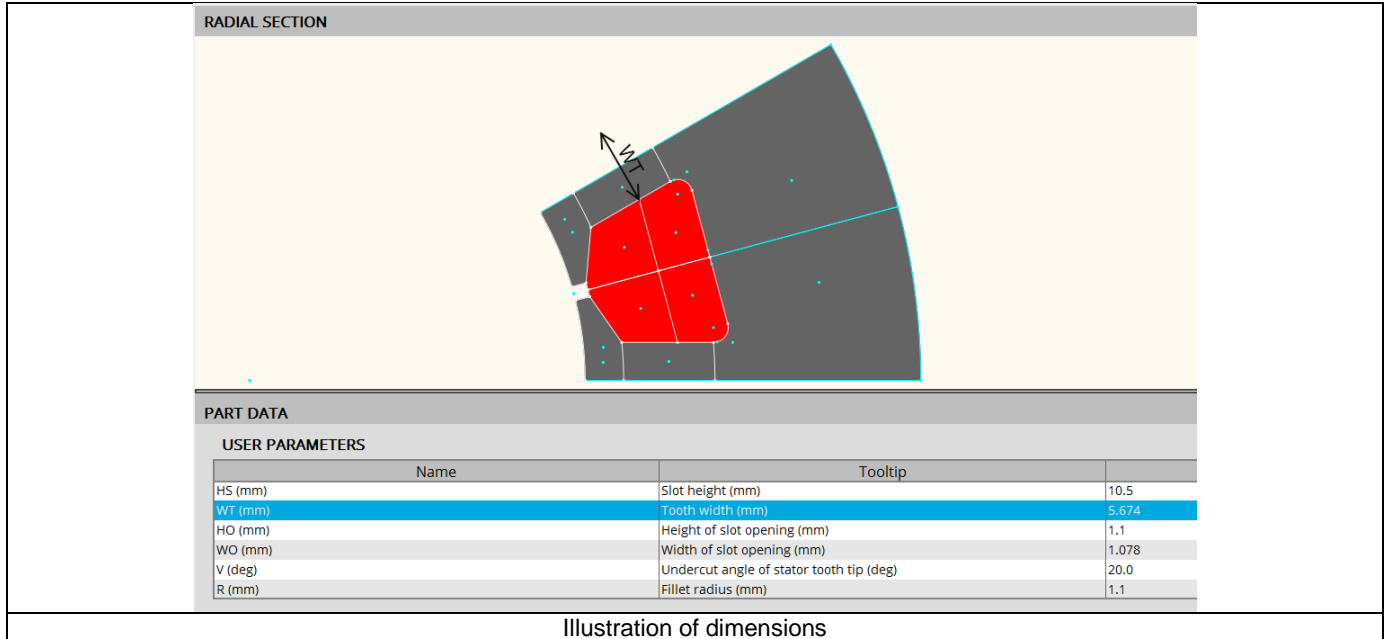 RADIAL SECTION
WT
PART DATA
USER PARAMETERS
Name Tooltip
HS (mm) Slot height (mm) 10.5
WT (mm) Tooth width (mm) 5.674
HO (mm) Height of slot opening (mm) 1.1
WO (mm) Width of slot opening (mm) 1.078
V (deg) Undercut angle of stator tooth tip (deg) 20.0
R (mm) Fillet radius (mm) 1.1
Illustration of dimensions